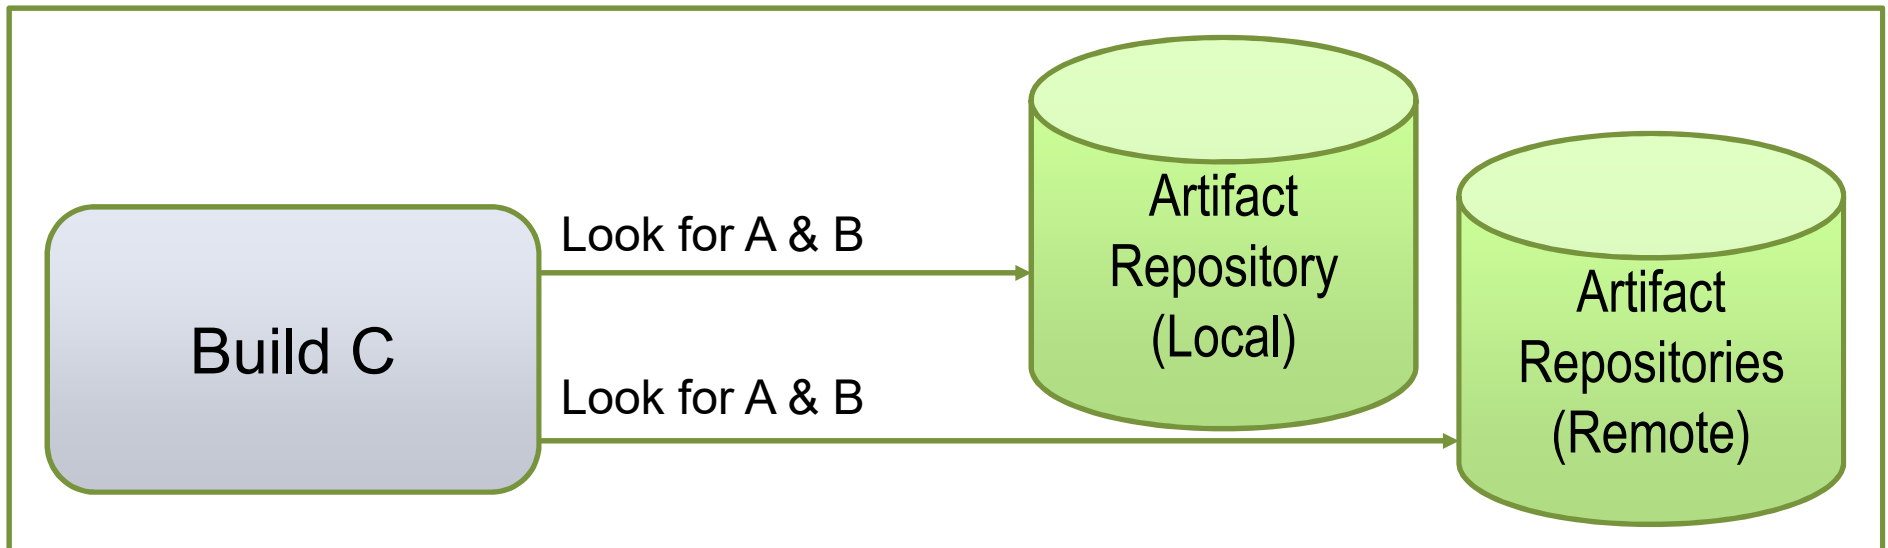 Build C
Look for A & B
Look for A & B
Artifact
Repository
(Local)
Artifact
Repositories
(Remote)